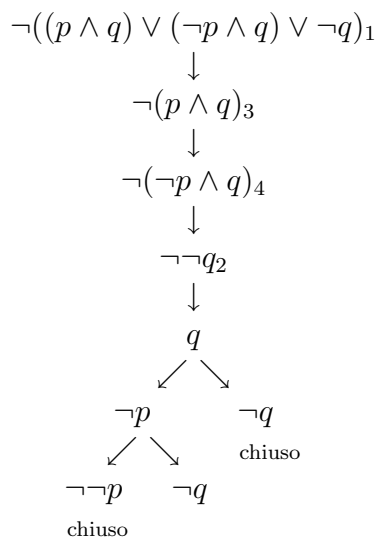 ¬((p ∧ q) ∨ (¬p ∧ q) ∨ ¬q)₁
¬(p ∧ q)₃
¬(¬p ∧ q)₄
¬¬q₂
q
¬p ¬q
chiuso
¬¬p ¬q
chiuso